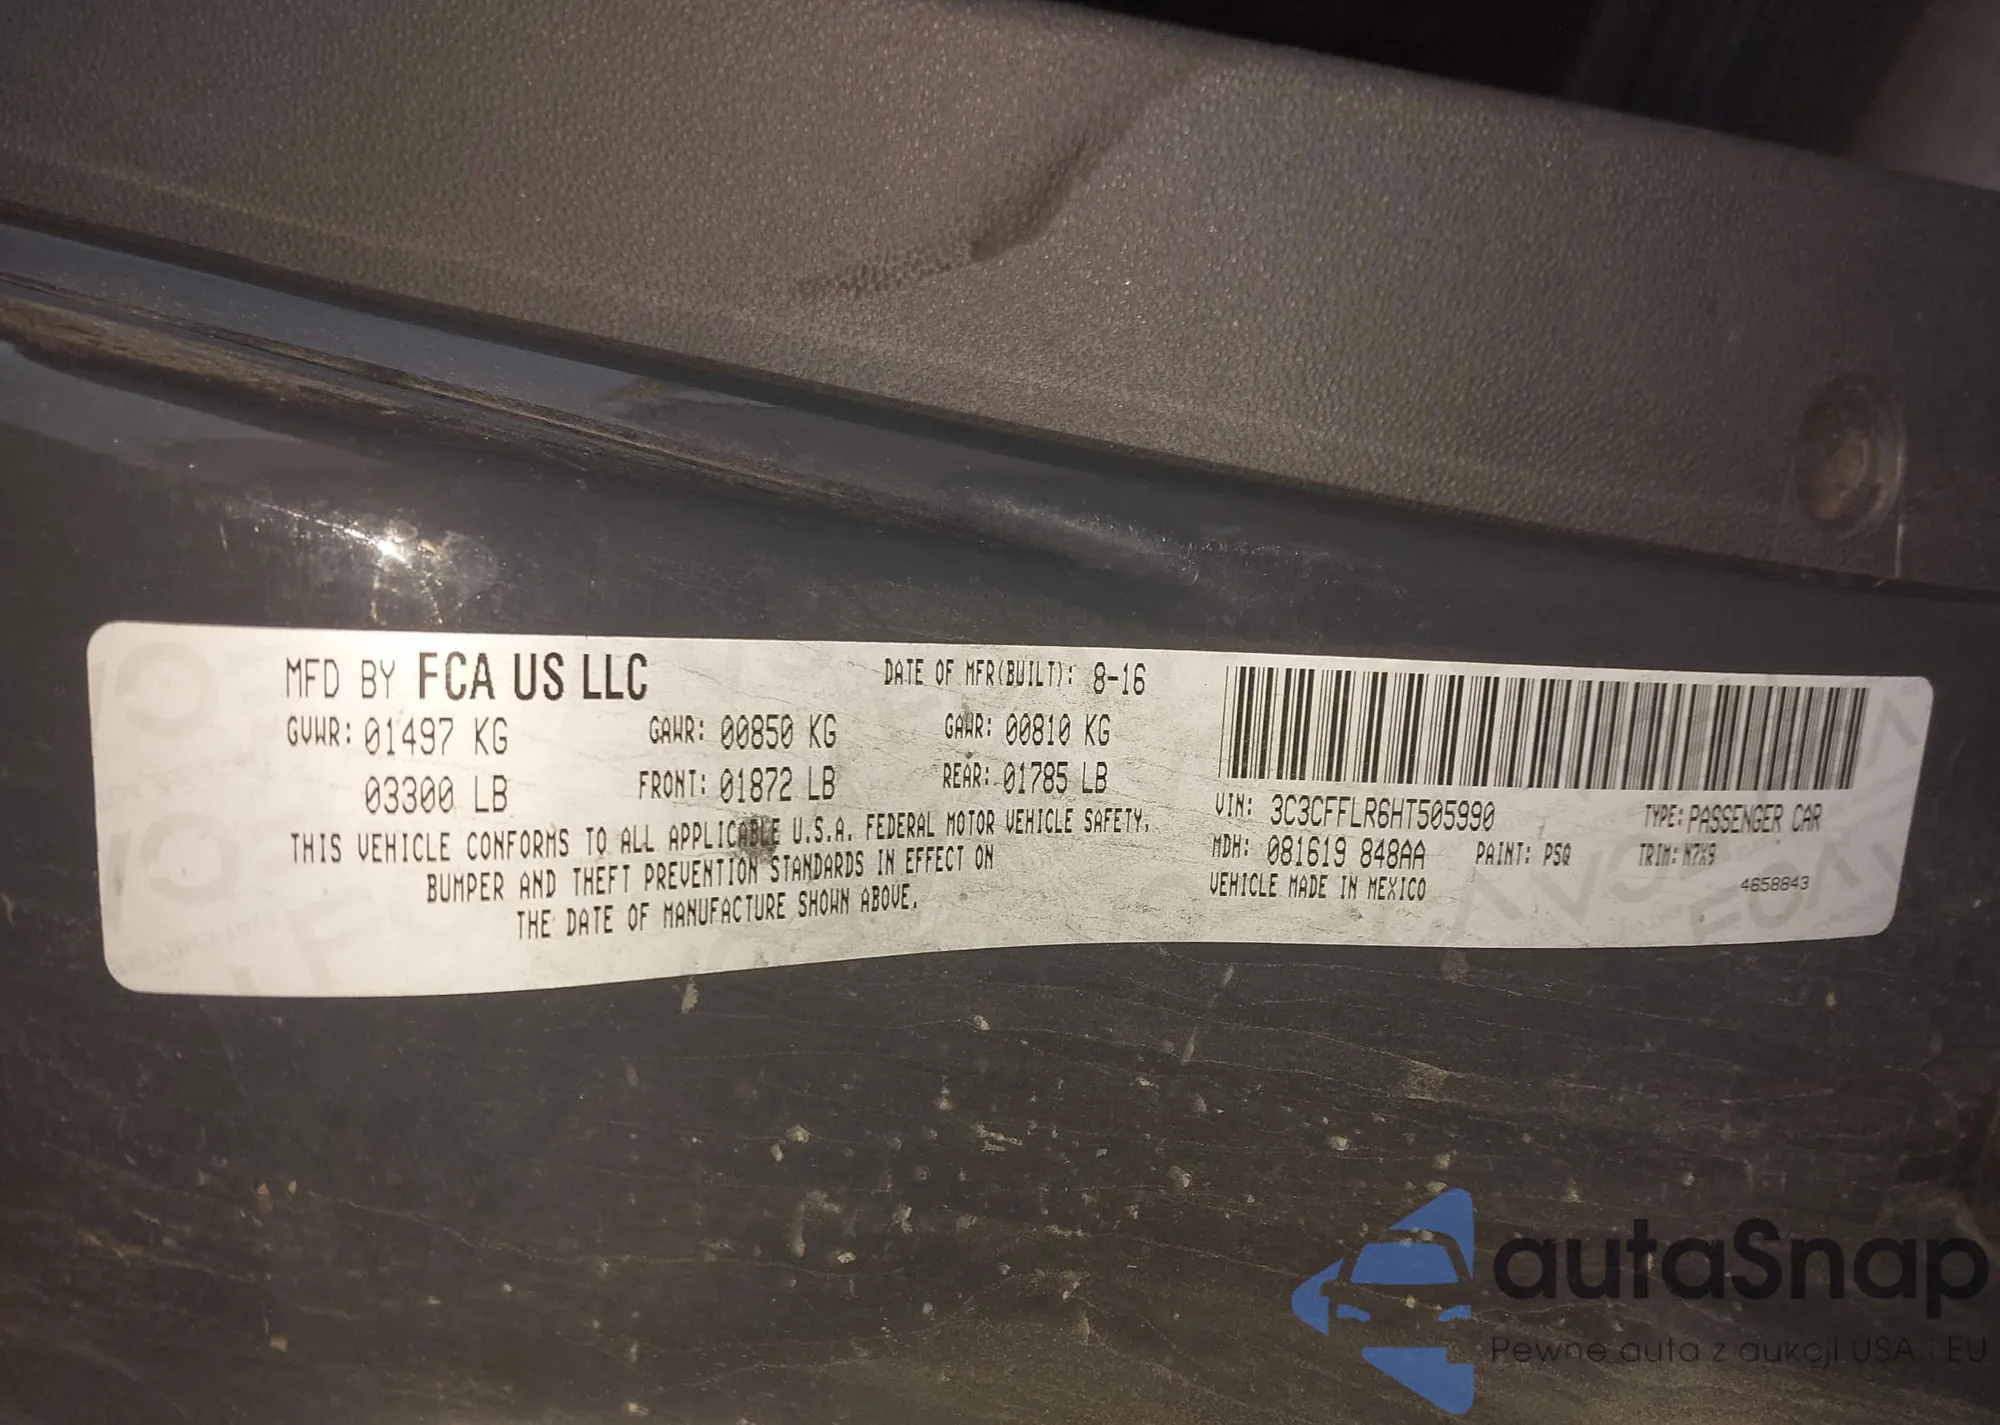 MFD BY FCA US LLC DATE OF MFR(BUILT): 8-16
GVWR: 01497 KG GAWR: 00850 KG GAWR: 00810 KG
03300 LB FRONT: 01872 LB REAR: 01785 LB
THIS VEHICLE CONFORMS TO ALL APPLICABLE U.S.A. FEDERAL MOTOR VEHICLE SAFETY,
BUMPER AND THEFT PREVENTION STANDARDS IN EFFECT ON
THE DATE OF MANUFACTURE SHOWN ABOVE.
VIN: 3C3CFFLR6HT505990 TYPE: PASSENGER CAR
MDH: 081619 848AA PAINT: PSQ TRIM: N7X9
VEHICLE MADE IN MEXICO 4658843
autaSnap
Pewne auta z aukcji USA i EU